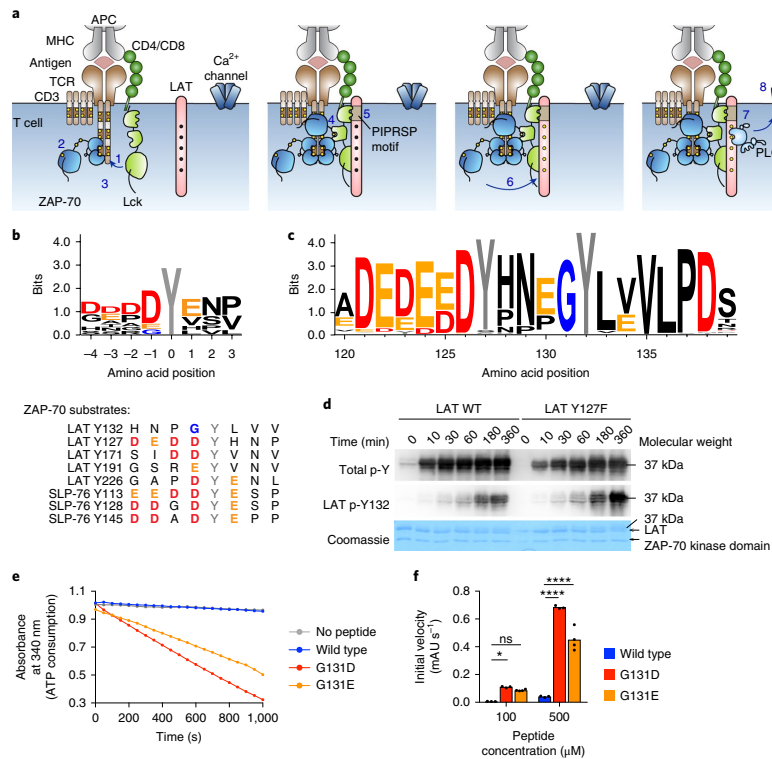 a
APC
MHC
CD4/CD8
Antigen
Ca2+
channel
TCR
LAT
CD3
T cell
2
1
3
ZAP-70
Lck
4
5
PIPRSP
motif
6
7
8
b
Bits
4.0
3.0
2.0
1.0
0.0
−4 −3 −2 −1 0 1 2 3
Amino acid position
c
Bits
4.0
3.0
2.0
1.0
0.0
ADEDEEDYHNEGYLVVLPDS
120 125 130 135
Amino acid position
ZAP-70 substrates:
LAT Y132 H N P G Y L V V
LAT Y127 D E D D Y H N P
LAT Y171 S I D D Y V N V
LAT Y191 G S R E Y V N V
LAT Y226 G A P D Y E N L
SLP-76 Y113 E E D D Y E S P
SLP-76 Y128 D D G D Y E S P
SLP-76 Y145 D D A D Y E P P
d
LAT WT LAT Y127F
Time (min) 0 10 30 60 180 360 0 10 30 60 180 360 Molecular weight
Total p-Y 37 kDa
LAT p-Y132 37 kDa
37 kDa
Coomassie LAT
ZAP-70 kinase domain
e
Absorbance
at 340 nm
(ATP consumption)
1.1
0.9
0.7
0.5
0.3
0 200 400 600 800 1,000
Time (s)
No peptide
Wild type
G131D
G131E
f
Initial velocity
(mAU s−1)
0.8
0.6
0.4
0.2
0.0
ns
*
****
****
100 500
Peptide
concentration (μM)
Wild type
G131D
G131E